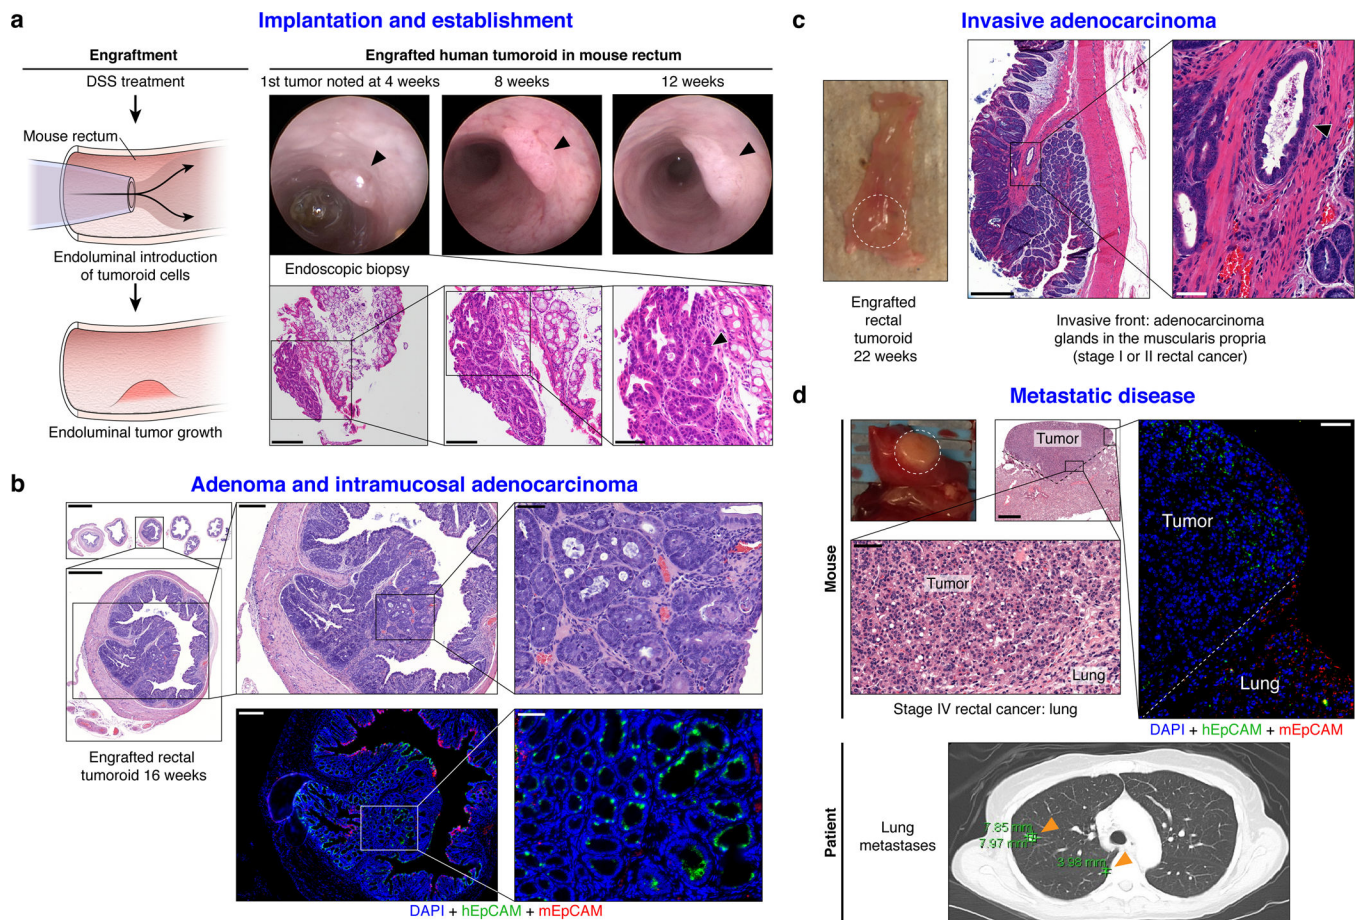 a
Implantation and establishment
Engraftment
DSS treatment
Mouse rectum
Endoluminal introduction
of tumoroid cells
Endoluminal tumor growth
Engrafted human tumoroid in mouse rectum
1st tumor noted at 4 weeks
8 weeks
12 weeks
Endoscopic biopsy
b
Adenoma and intramucosal adenocarcinoma
Engrafted rectal
tumoroid 16 weeks
DAPI + hEpCAM + mEpCAM
c
Invasive adenocarcinoma
Engrafted
rectal
tumoroid
22 weeks
Invasive front: adenocarcinoma
glands in the muscularis propria
(stage I or II rectal cancer)
d
Metastatic disease
Mouse
Tumor
Tumor
Lung
Stage IV rectal cancer: lung
Tumor
Lung
DAPI + hEpCAM + mEpCAM
Patient
Lung
metastases
7.85 mm
7.97 mm
3.98 mm